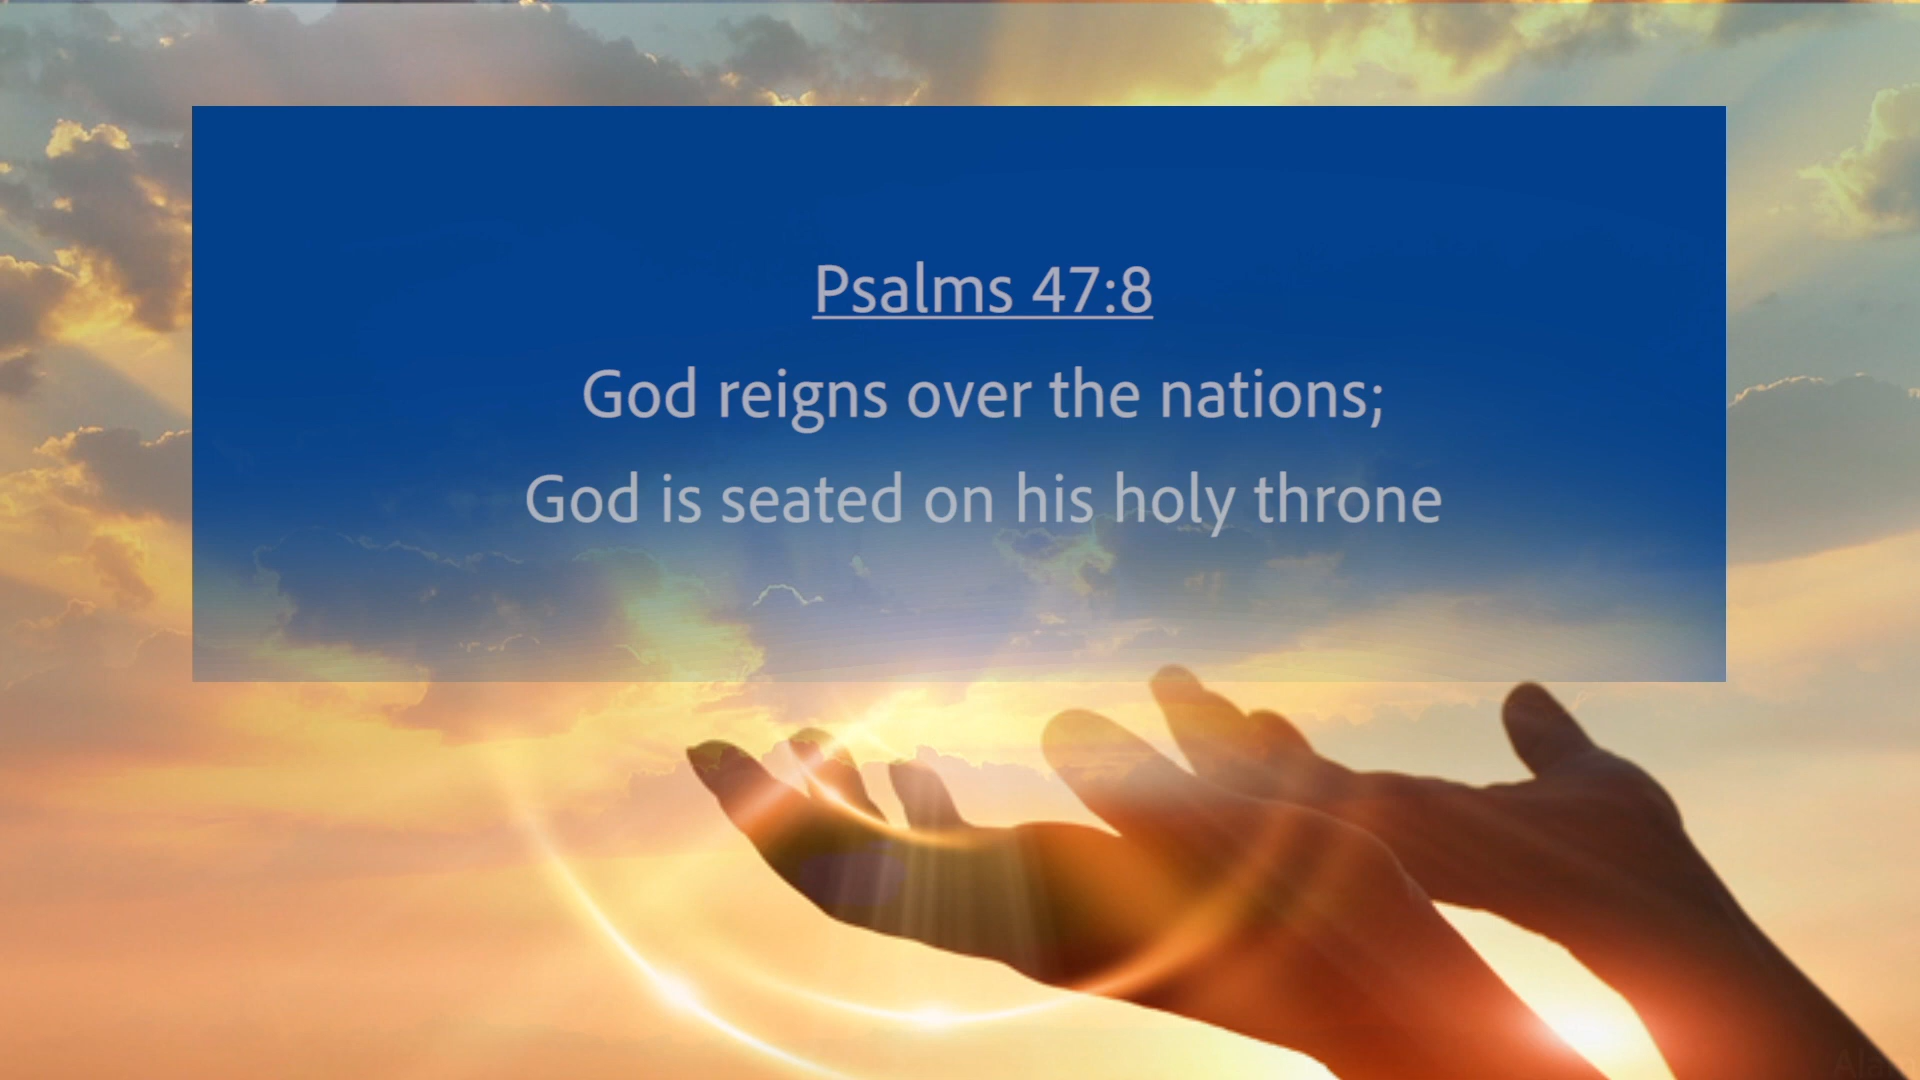 Psalms 47:8
God reigns over the nations;
God is seated on his holy throne